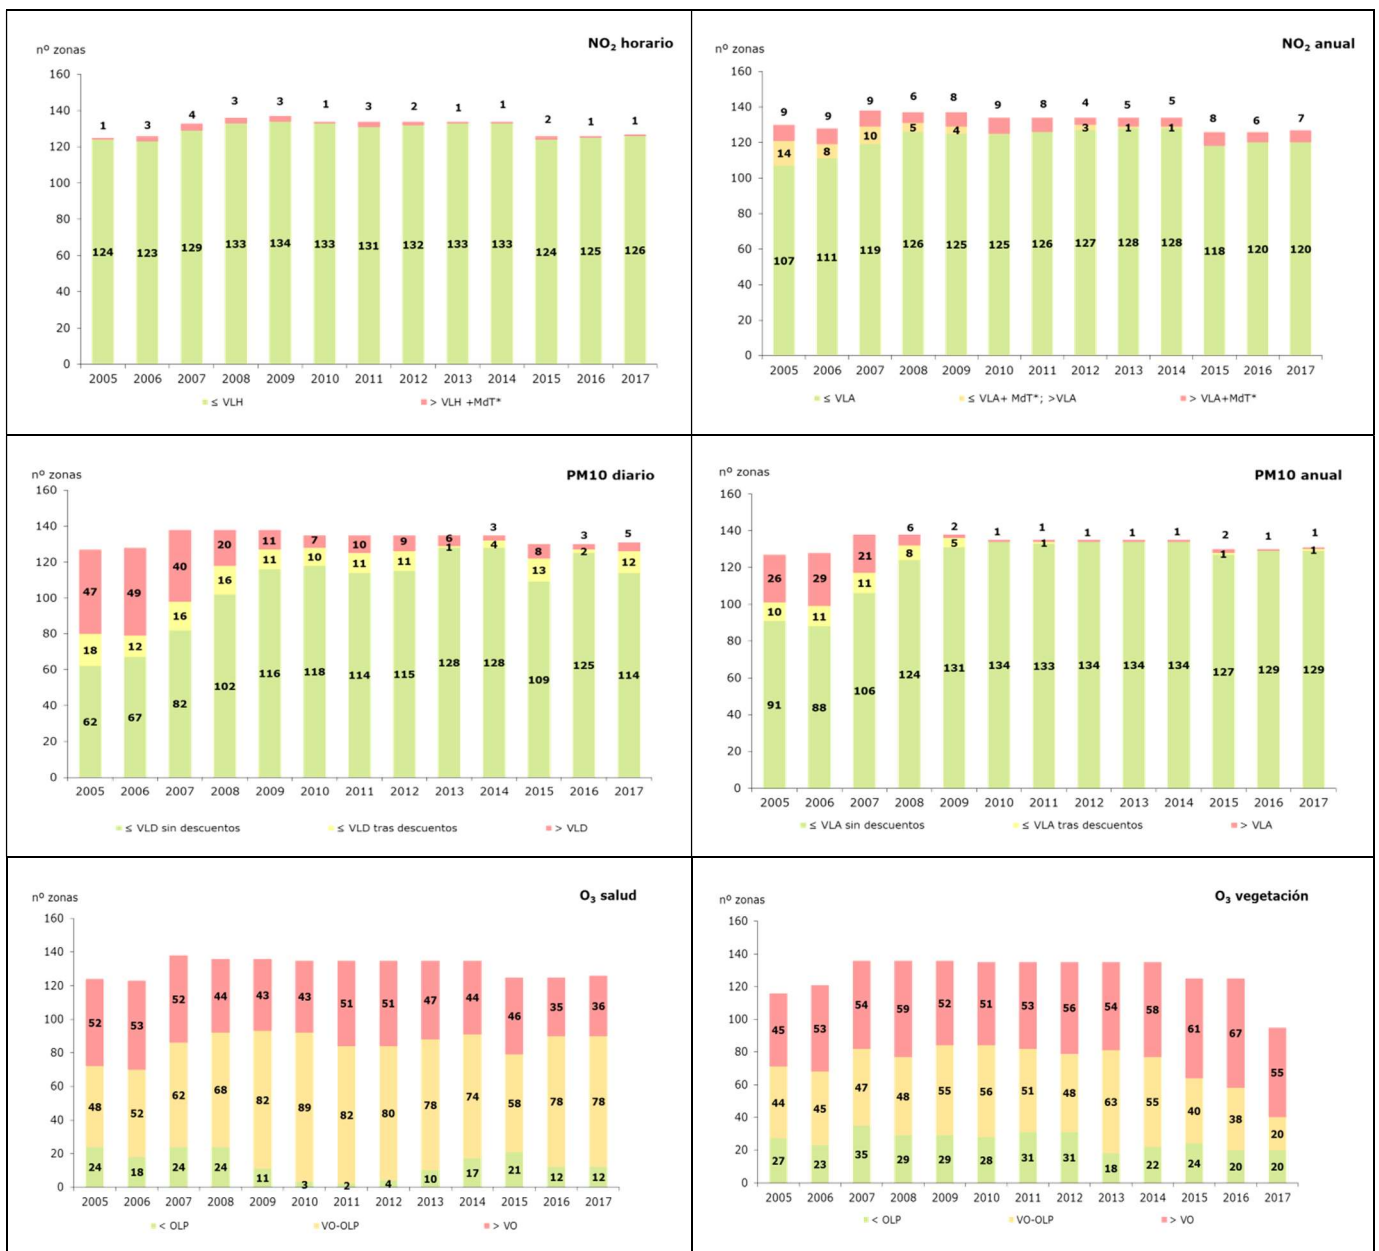 NO₂ horario
nº zonas
160
140
120
100
80
60
40
20
0
1 3 4 3 3 1 3 2 1 1 2 1 1
124 123 129 133 134 133 131 132 133 133 124 125 126
2005 2006 2007 2008 2009 2010 2011 2012 2013 2014 2015 2016 2017
≤ VLH > VLH +MdT*
NO₂ anual
nº zonas
160
140
120
100
80
60
40
20
0
9 9 9 6 8 9 8 4 5 5 8 6 7
14 8 10 5 4 3 1 1
107 111 119 126 125 125 126 127 128 128 118 120 120
2005 2006 2007 2008 2009 2010 2011 2012 2013 2014 2015 2016 2017
≤ VLA ≤ VLA+ MdT*; >VLA > VLA+MdT*
PM10 diario
nº zonas
160
140
120
100
80
60
40
20
0
47 49 40 20 11 7 10 9 6 3 8 3 5
18 12 16 16 11 10 11 11 1 4 13 2 12
62 67 82 102 116 118 114 115 128 128 109 125 114
2005 2006 2007 2008 2009 2010 2011 2012 2013 2014 2015 2016 2017
≤ VLD sin descuentos ≤ VLD tras descuentos > VLD
PM10 anual
nº zonas
160
140
120
100
80
60
40
20
0
26 29 21 6 2 1 1 1 1 1 2 1 1
10 11 11 8 5 1 1 1
91 88 106 124 131 134 133 134 134 134 127 129 129
2005 2006 2007 2008 2009 2010 2011 2012 2013 2014 2015 2016 2017
≤ VLA sin descuentos ≤ VLA tras descuentos > VLA
O₃ salud
nº zonas
160
140
120
100
80
60
40
20
0
52 53 52 44 43 43 51 51 47 44 46 35 36
48 52 62 68 82 89 82 80 78 74 58 78 78
24 18 24 24 11 3 2 4 10 17 21 12 12
2005 2006 2007 2008 2009 2010 2011 2012 2013 2014 2015 2016 2017
< OLP VO-OLP > VO
O₃ vegetación
nº zonas
160
140
120
100
80
60
40
20
0
45 53 54 59 52 51 53 56 54 58 61 67 55
44 45 47 48 55 56 51 48 63 55 40 38 20
27 23 35 29 29 28 31 31 18 22 24 20 20
2005 2006 2007 2008 2009 2010 2011 2012 2013 2014 2015 2016 2017
< OLP VO-OLP > VO